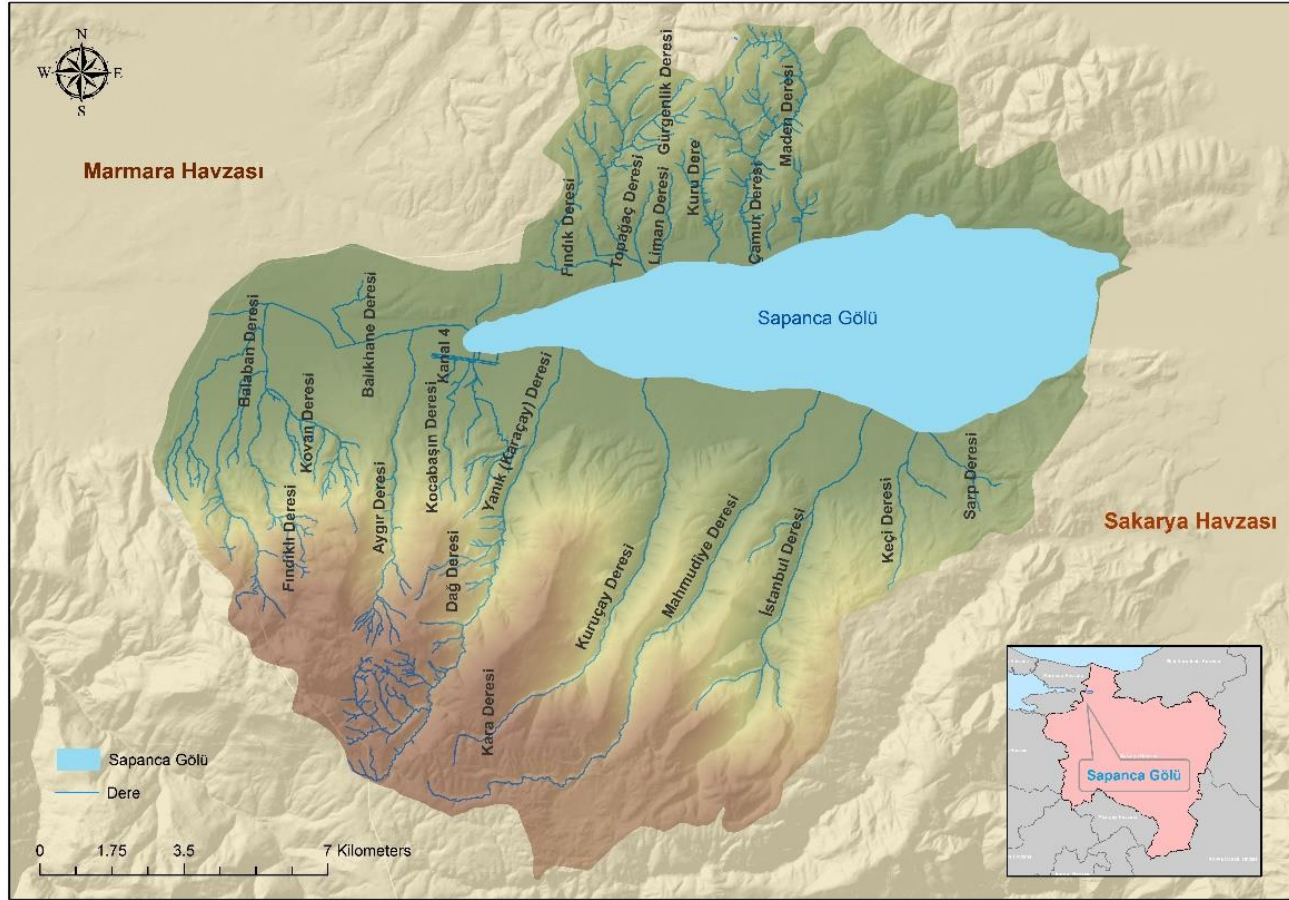 N
W E
S
Marmara Havzası
Sakarya Havzası
Fındık Deresi
Topağaç Deresi
Gürgenlik Deresi
Liman Deresi
Kuru Dere
Çamur Deresi
Maden Deresi
Sapanca Gölü
Balaban Deresi
Kovan Deresi
Fındıklı Deresi
Balıkhane Deresi
Aygır Deresi
Kocabaşın Deresi
Kanal 4
Dağ Deresi
Yanık (Karaçay) Deresi
Kara Deresi
Kuruçay Deresi
Mahmudiye Deresi
İstanbul Deresi
Keçi Deresi
Sarp Deresi
Sapanca Gölü
Dere
0 1.75 3.5 7 Kilometers
Sapanca Gölü